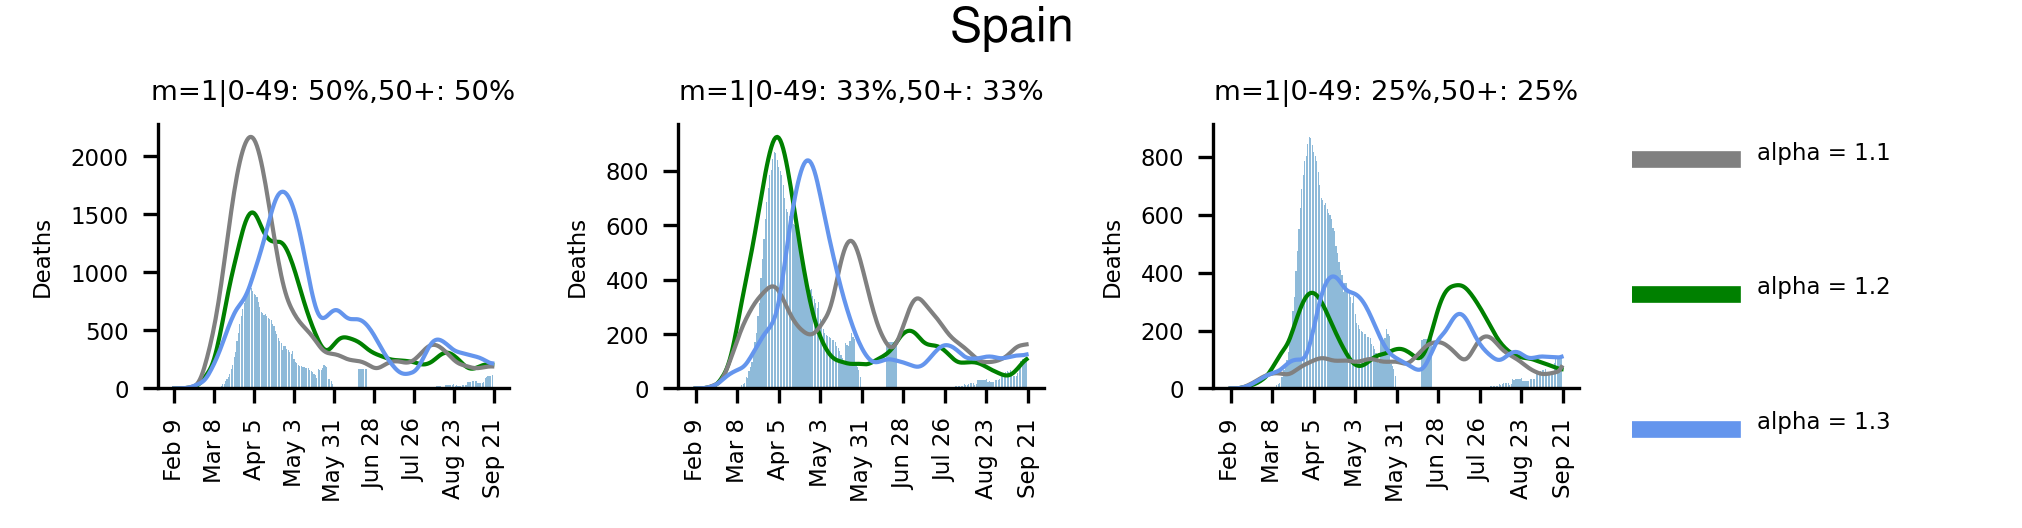 Spain
m=1|0-49: 50%,50+: 50%
Deaths
2000
1500
1000
500
0
Feb 9
Mar 8
Apr 5
May 3
May 31
Jun 28
Jul 26
Aug 23
Sep 21
m=1|0-49: 33%,50+: 33%
Deaths
800
600
400
200
0
Feb 9
Mar 8
Apr 5
May 3
May 31
Jun 28
Jul 26
Aug 23
Sep 21
m=1|0-49: 25%,50+: 25%
Deaths
800
600
400
200
0
Feb 9
Mar 8
Apr 5
May 3
May 31
Jun 28
Jul 26
Aug 23
Sep 21
alpha = 1.1
alpha = 1.2
alpha = 1.3